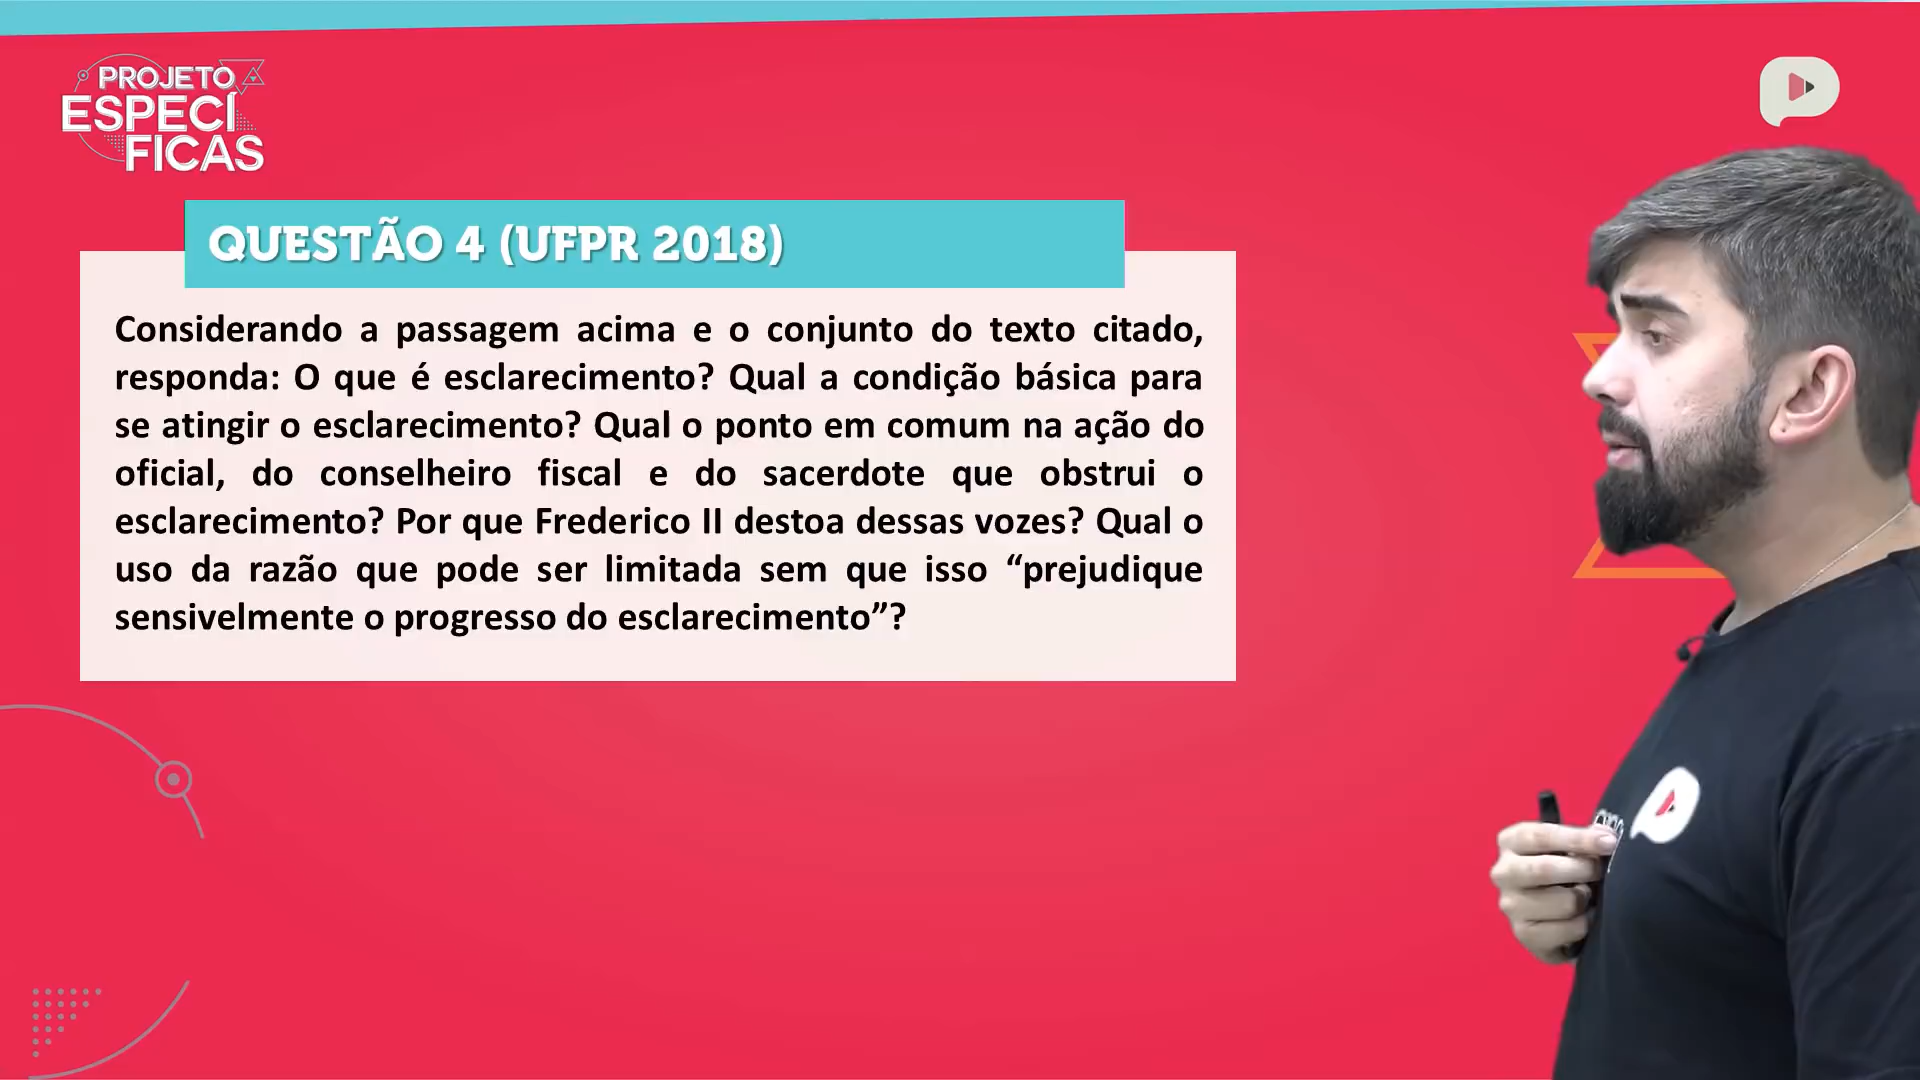 PROJETO
ESPECÍ
FICAS
QUESTÃO 4 (UFPR 2018)
Considerando a passagem acima e o conjunto do texto citado,
responda: O que é esclarecimento? Qual a condição básica para
se atingir o esclarecimento? Qual o ponto em comum na ação do
oficial, do conselheiro fiscal e do sacerdote que obstrui o
esclarecimento? Por que Frederico II destoa dessas vozes? Qual o
uso da razão que pode ser limitada sem que isso “prejudique
sensivelmente o progresso do esclarecimento”?